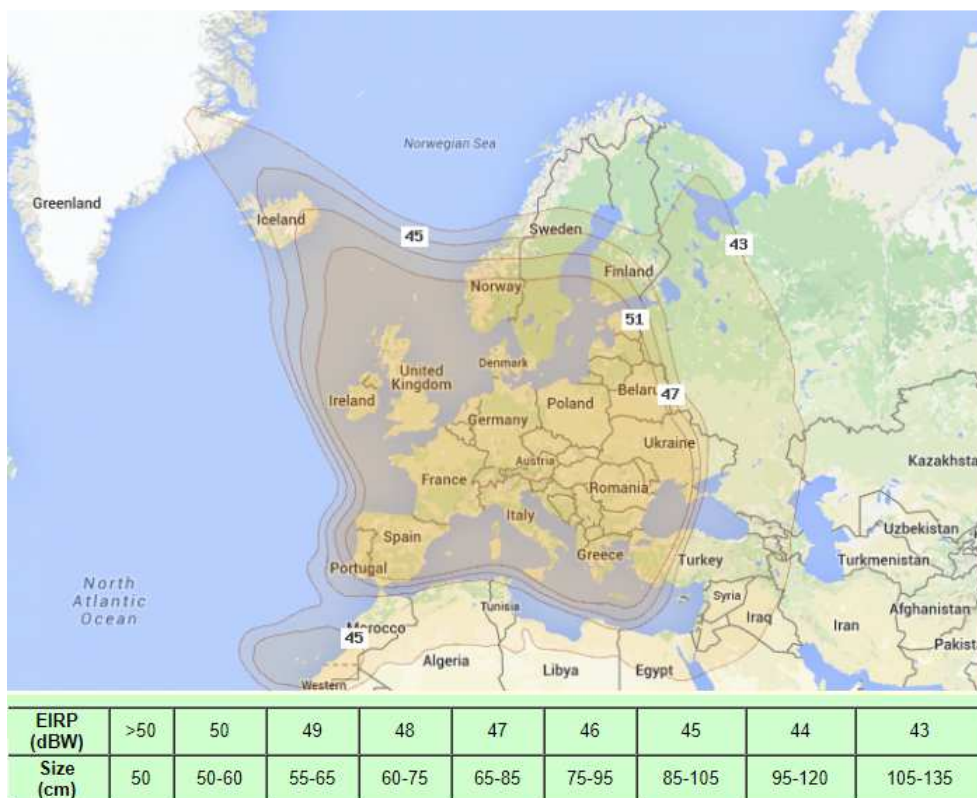 Norwegian Sea
Greenland
Iceland
45
Sweden
43
Finland
Norway
51
Denmark
United
Kingdom
Ireland
Belaru
47
Poland
Germany
Ukraine
Austria
Kazakhsta
France
Romania
Italy
Uzbekistan
Spain
Greece
Turkey
Turkmenistan
Portugal
North
Atlantic
Ocean
Syria
Tunisia
Afghanistan
Iraq
Iran
Morocco
45
Pakist
Algeria
Libya
Egypt
Western
EIRP (dBW) >50 50 49 48 47 46 45 44 43
Size (cm) 50 50-60 55-65 60-75 65-85 75-95 85-105 95-120 105-135